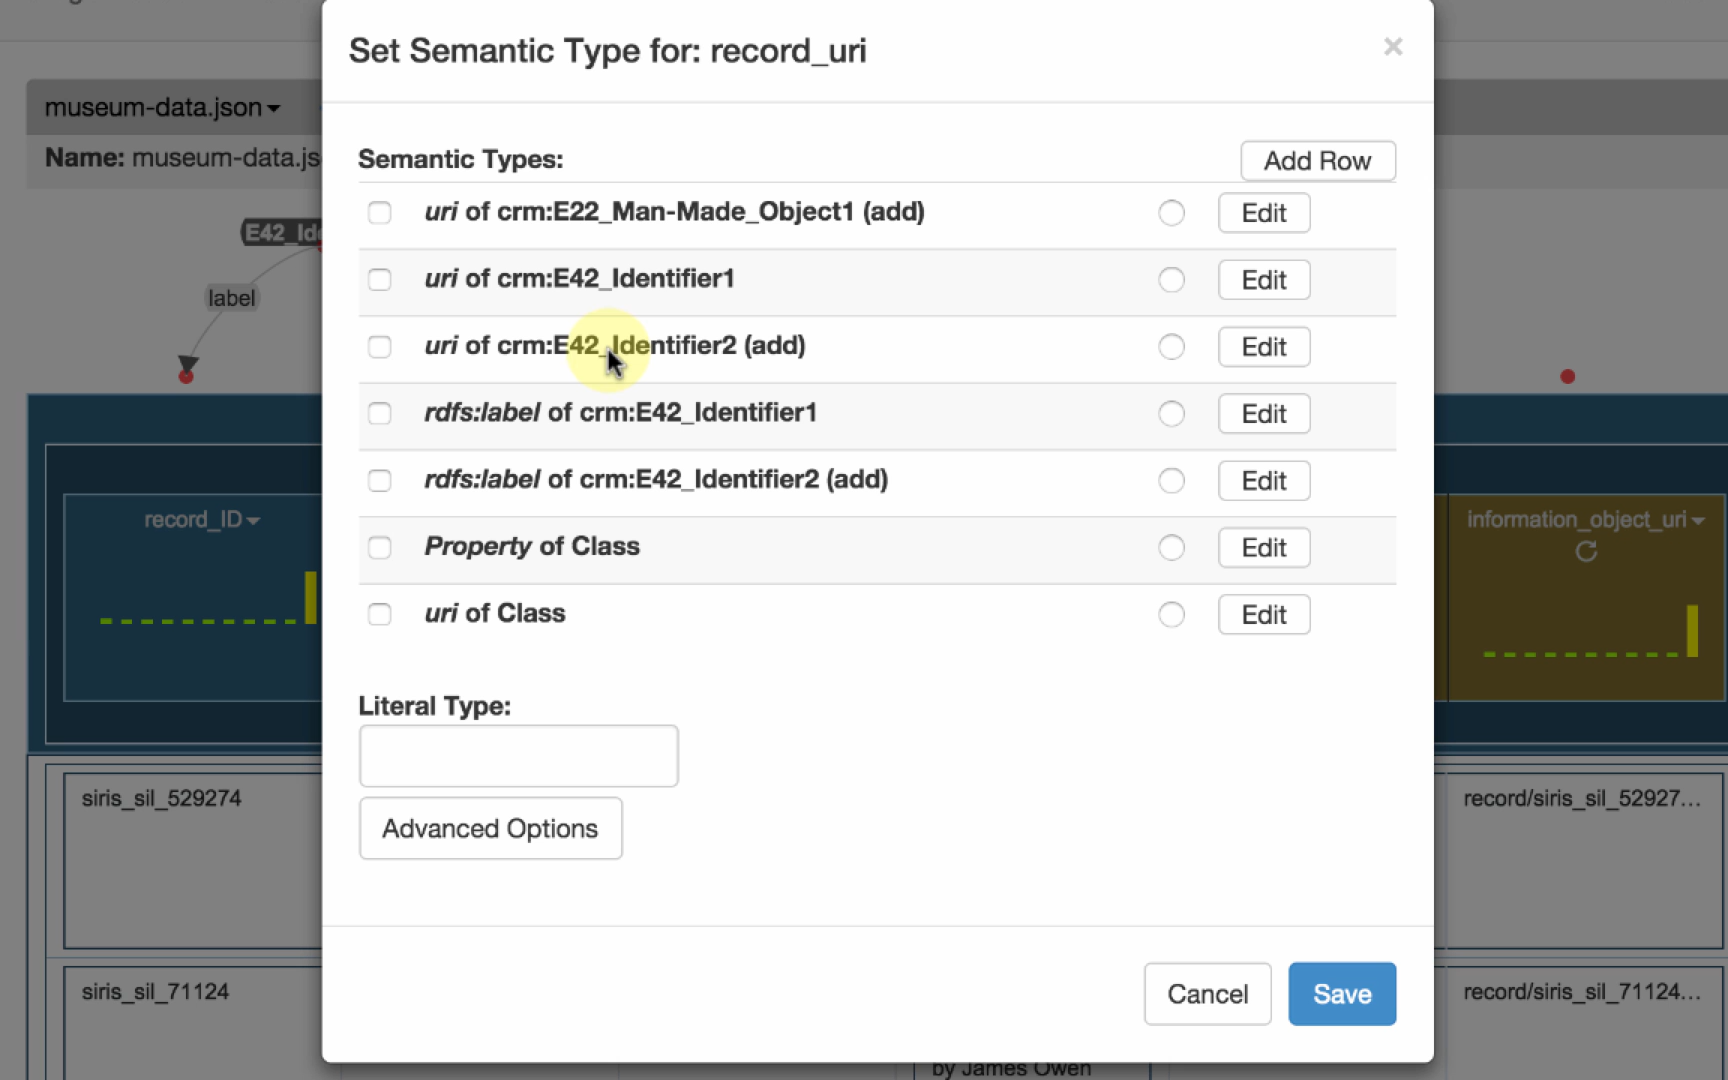 Set Semantic Type for: record_uri
×
museum-data.json
Name: museum-data.js
Semantic Types:
Add Row
uri of crm:E22_Man-Made_Object1 (add)
Edit
uri of crm:E42_Identifier1
Edit
uri of crm:E42_Identifier2 (add)
Edit
rdfs:label of crm:E42_Identifier1
Edit
rdfs:label of crm:E42_Identifier2 (add)
Edit
Property of Class
Edit
uri of Class
Edit
Literal Type:
Advanced Options
Cancel
Save
E42_Ide
label
record_ID
information_object_uri
siris_sil_529274
record/siris_sil_52927...
siris_sil_71124
record/siris_sil_71124...
by James Owen